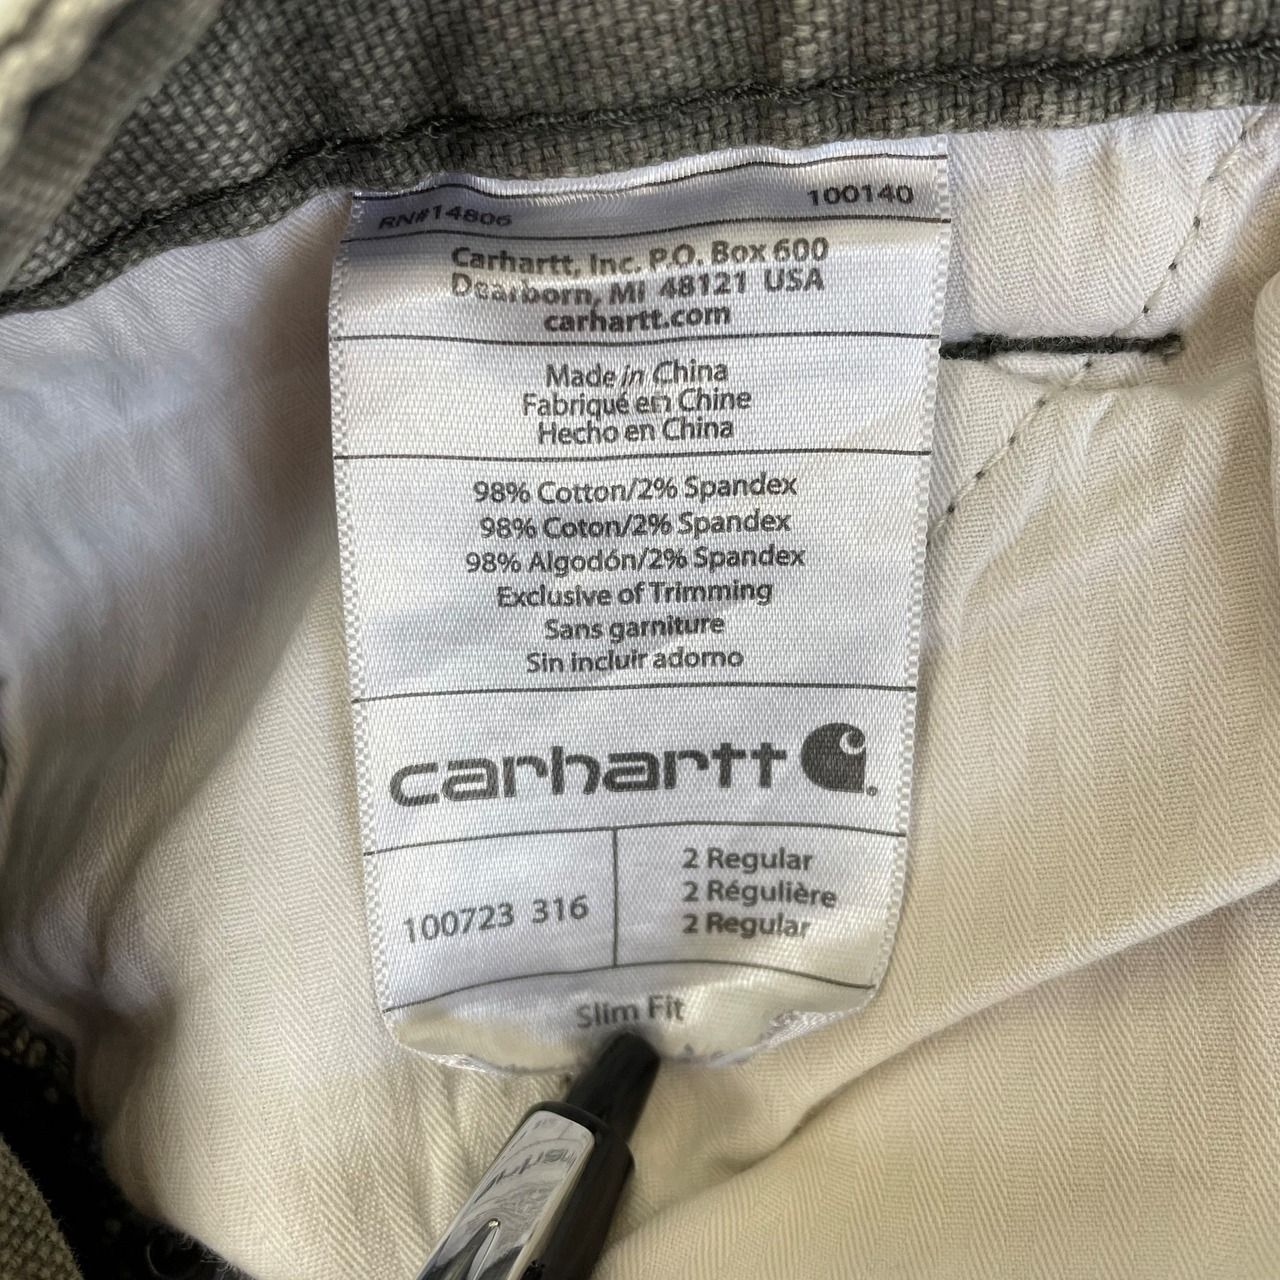 RN#14806 100140
Carhartt, Inc. P.O. Box 600
Dearborn, MI 48121 USA
carhartt.com
Made in China
Fabriqué en Chine
Hecho en China
98% Cotton/2% Spandex
98% Coton/2% Spandex
98% Algodón/2% Spandex
Exclusive of Trimming
Sans garniture
Sin incluir adorno
carhartt
100723 316
2 Regular
2 Régulière
2 Regular
Slim Fit